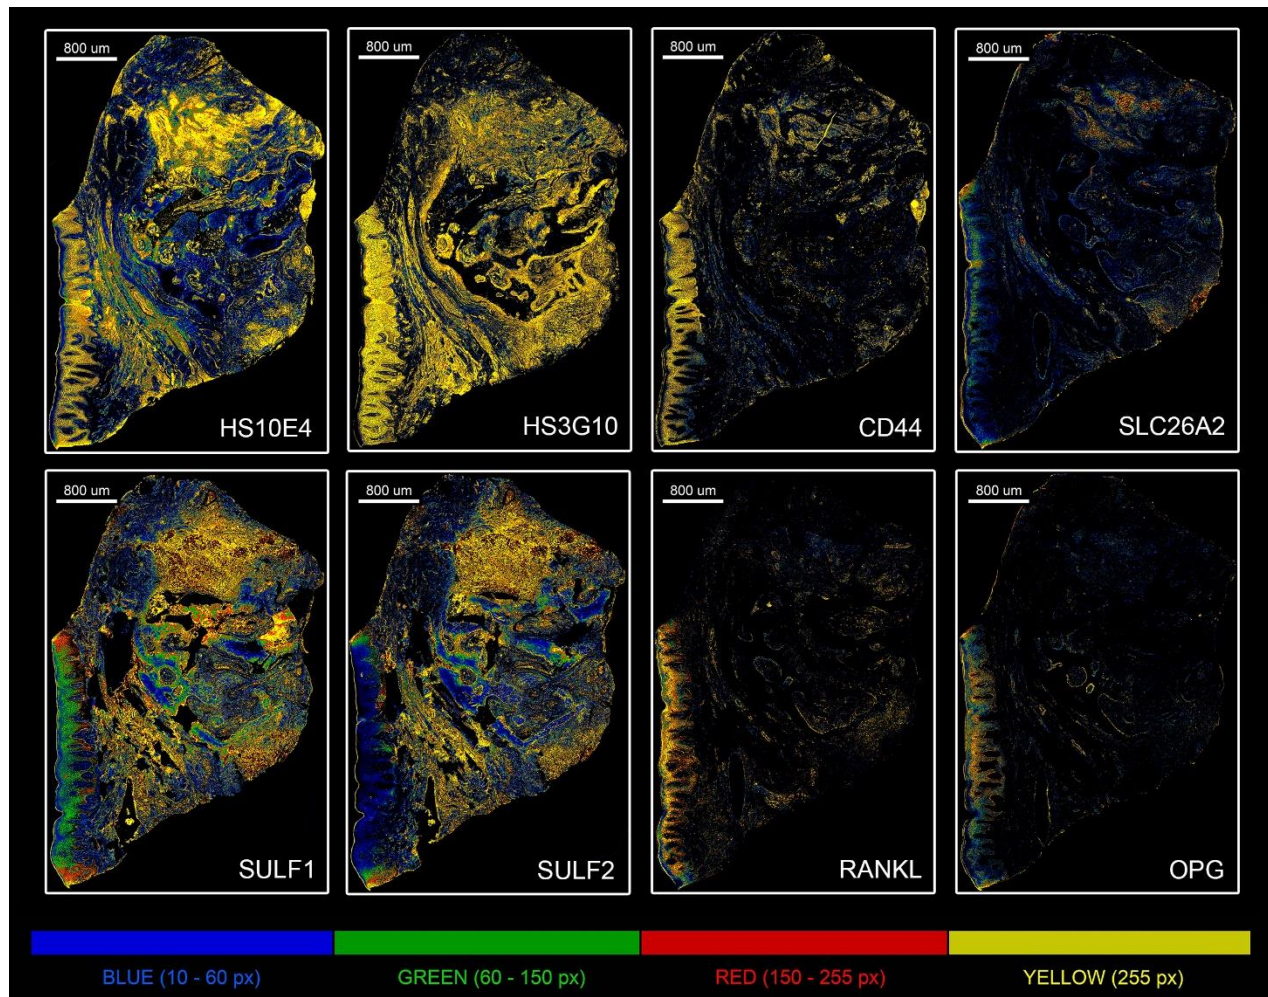 800 um
800 um
800 um
800 um
HS10E4
HS3G10
CD44
SLC26A2
800 um
800 um
800 um
800 um
SULF1
SULF2
RANKL
OPG
BLUE (10 - 60 px)
GREEN (60 - 150 px)
RED (150 - 255 px)
YELLOW (255 px)